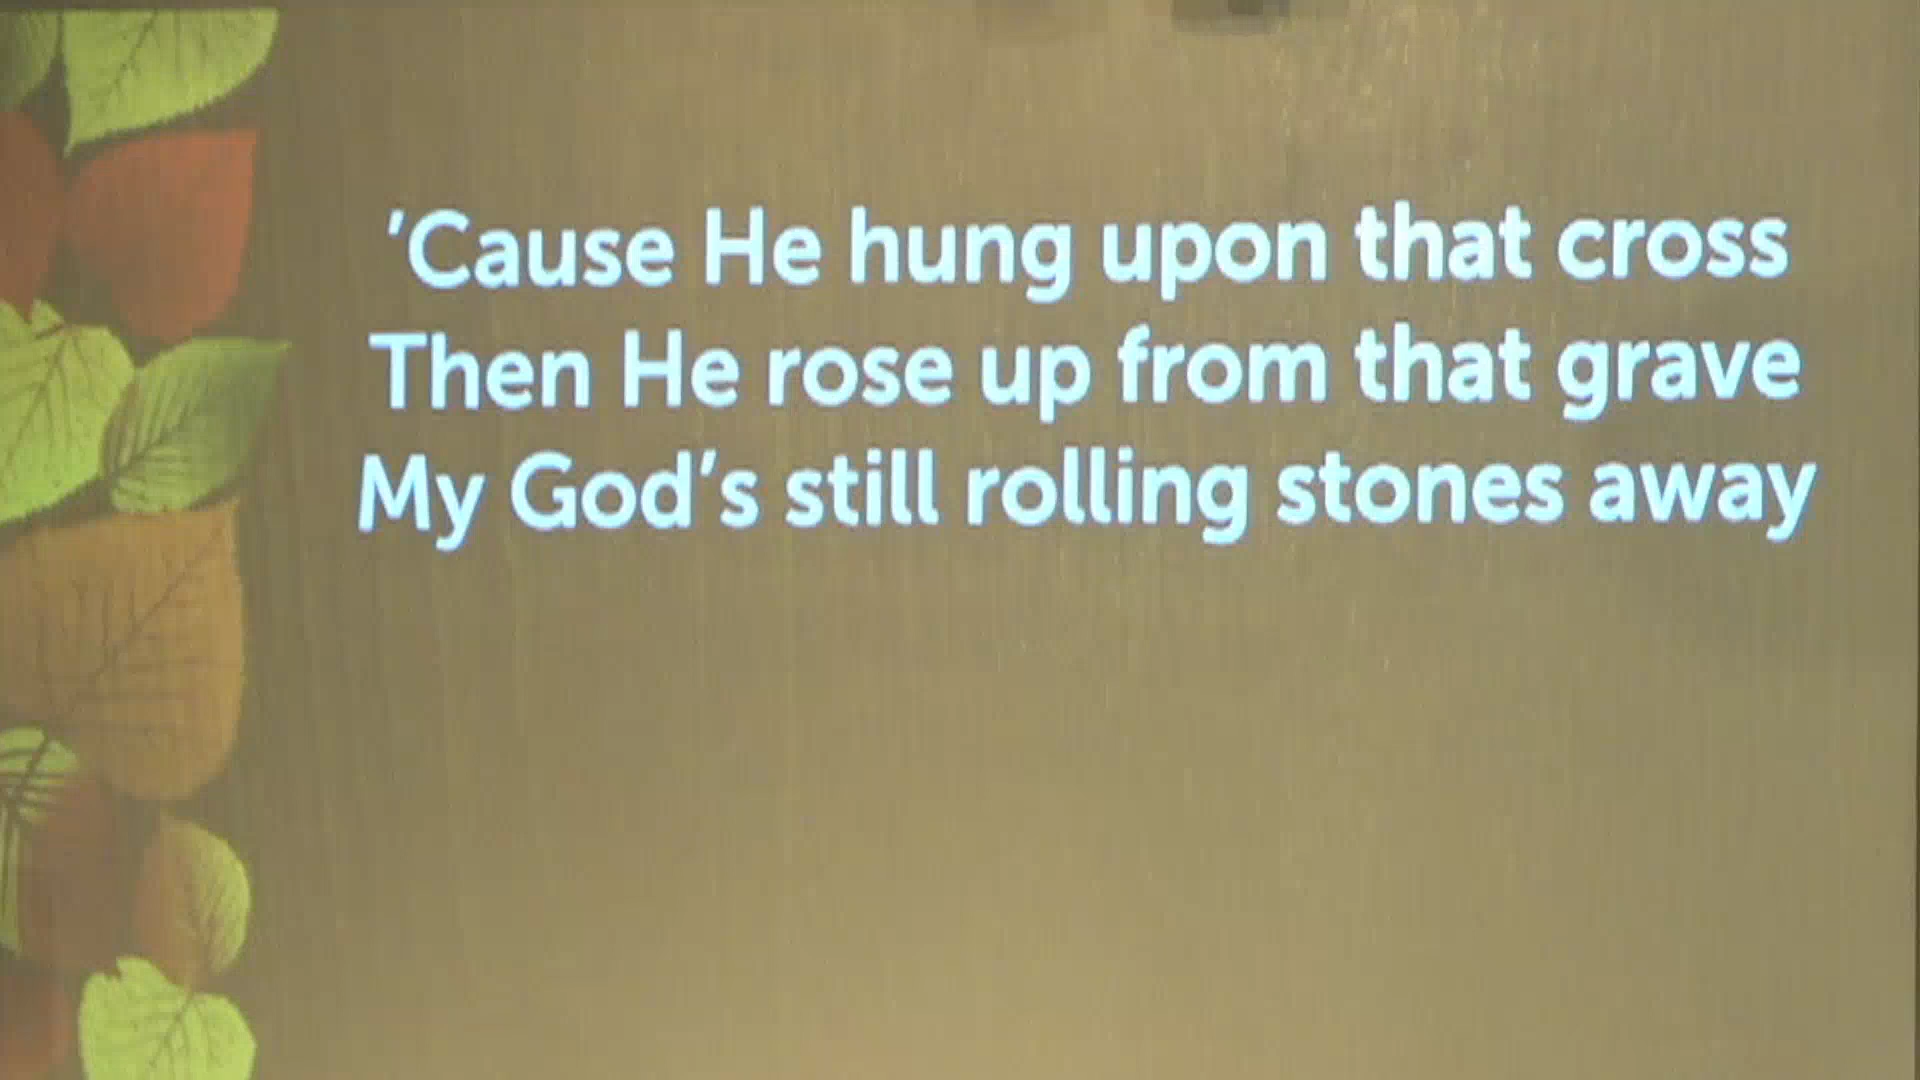 ’Cause He hung upon that cross
Then He rose up from that grave
My God’s still rolling stones away